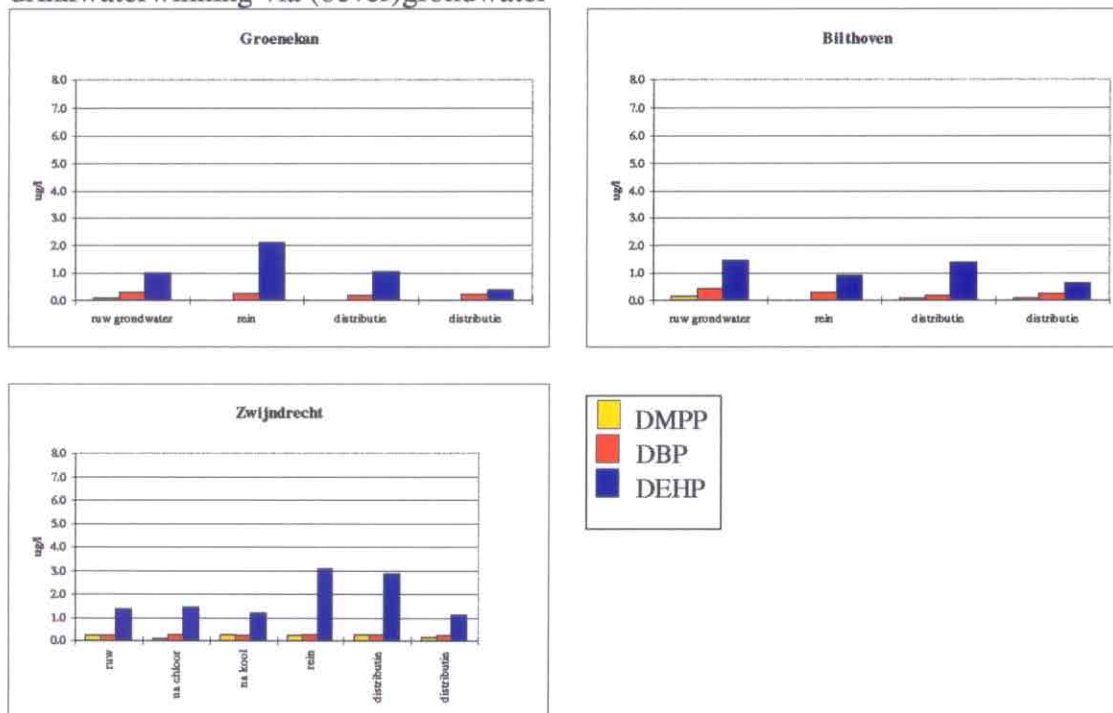 drinkwaterwinning via (oever)grondwater
Groenekan
8.0
7.0
6.0
5.0
4.0
3.0
2.0
1.0
0.0
ug/l
ruw grondwater rein distributie distributie
Bilthoven
8.0
7.0
6.0
5.0
4.0
3.0
2.0
1.0
0.0
ug/l
ruw grondwater rein distributie distributie
Zwijndrecht
8.0
7.0
6.0
5.0
4.0
3.0
2.0
1.0
0.0
ug/l
ruw na chloor na kool rein distributie distributie
DMPP
DBP
DEHP